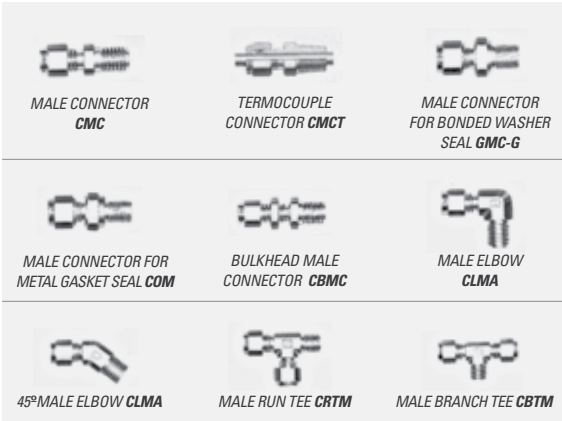 MALE CONNECTOR
CMC
TERMOCOUPLE
CONNECTOR CMCT
MALE CONNECTOR
FOR BONDED WASHER
SEAL GMC-G
MALE CONNECTOR FOR
METAL GASKET SEAL COM
BULKHEAD MALE
CONNECTOR CBMC
MALE ELBOW
CLMA
45º MALE ELBOW CLMA
MALE RUN TEE CRTM
MALE BRANCH TEE CBTM